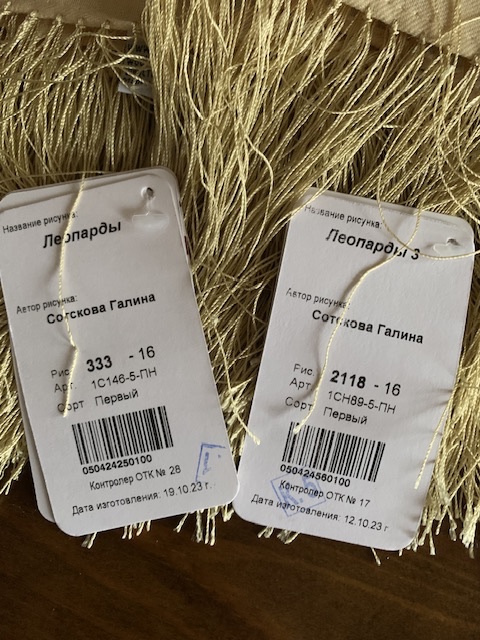 Название рисунка:
Леопарды
Автор рисунка:
Сотскова Галина
Рис. 333 - 16
Арт. 1С146-5-ПН
Сорт Первый
050424250100
Контролер ОТК № 28
Дата изготовления: 19.10.23 г.
Название рисунка:
Леопарды 3
Автор рисунка:
Сотскова Галина
Рис. 2118 - 16
Арт. 1СН89-5-ПН
Сорт Первый
050424560100
Контролер ОТК № 17
Дата изготовления: 12.10.23 г